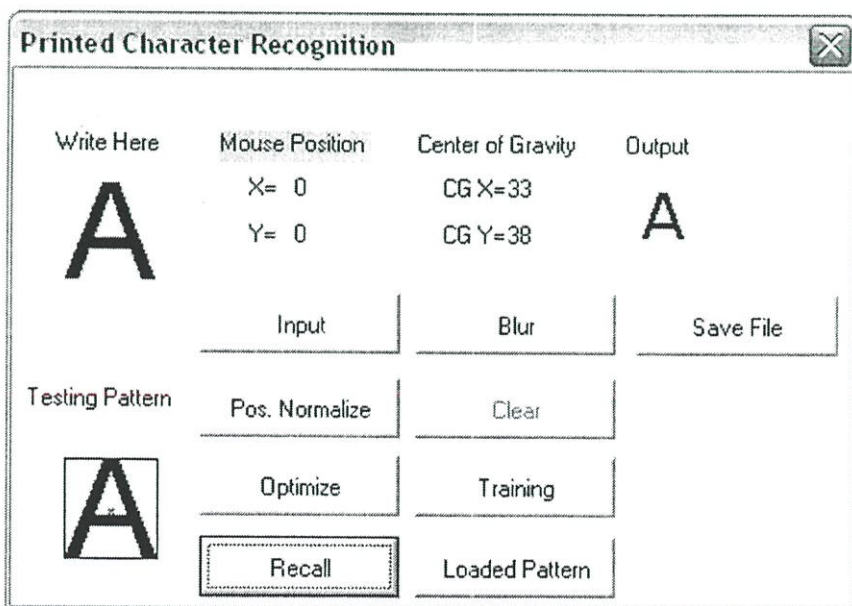 Printed Character Recognition
Write Here Mouse Position Center of Gravity Output
A X= 0 CG X=33 A
Y= 0 CG Y=38
Input Blur Save File
Testing Pattern Pos. Normalize Clear
A Optimize Training
Recall Loaded Pattern